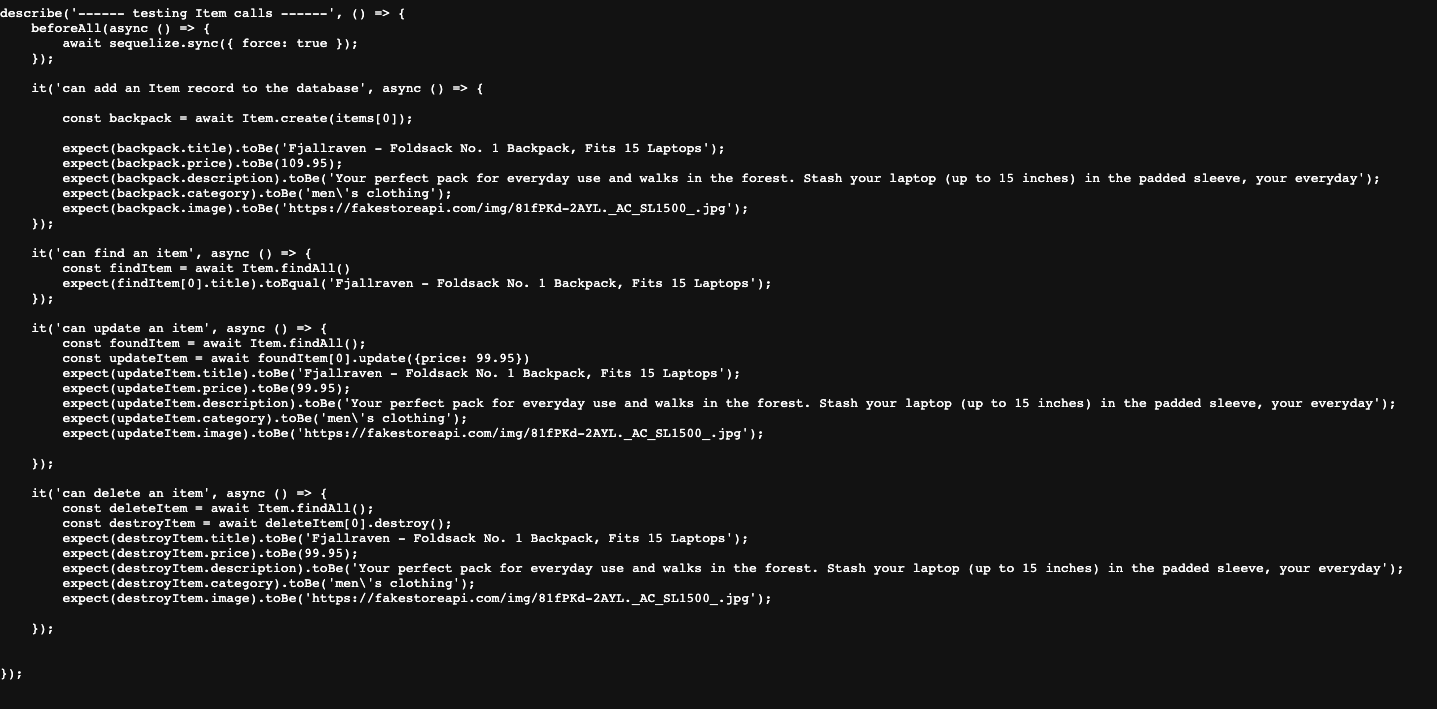 describe('------ testing Item calls ------', () => {
    beforeAll(async () => {
        await sequelize.sync({ force: true });
    });

    it('can add an Item record to the database', async () => {

        const backpack = await Item.create(items[0]);

        expect(backpack.title).toBe('Fjallraven - Foldsack No. 1 Backpack, Fits 15 Laptops');
        expect(backpack.price).toBe(109.95);
        expect(backpack.description).toBe('Your perfect pack for everyday use and walks in the forest. Stash your laptop (up to 15 inches) in the padded sleeve, your everyday');
        expect(backpack.category).toBe('men\'s clothing');
        expect(backpack.image).toBe('https://fakestoreapi.com/img/81fPKd-2AYL._AC_SL1500_.jpg');
    });

    it('can find an item', async () => {
        const findItem = await Item.findAll()
        expect(findItem[0].title).toEqual('Fjallraven - Foldsack No. 1 Backpack, Fits 15 Laptops');
    });

    it('can update an item', async () => {
        const foundItem = await Item.findAll();
        const updateItem = await foundItem[0].update({price: 99.95})
        expect(updateItem.title).toBe('Fjallraven - Foldsack No. 1 Backpack, Fits 15 Laptops');
        expect(updateItem.price).toBe(99.95);
        expect(updateItem.description).toBe('Your perfect pack for everyday use and walks in the forest. Stash your laptop (up to 15 inches) in the padded sleeve, your everyday');
        expect(updateItem.category).toBe('men\'s clothing');
        expect(updateItem.image).toBe('https://fakestoreapi.com/img/81fPKd-2AYL._AC_SL1500_.jpg');

    });

    it('can delete an item', async () => {
        const deleteItem = await Item.findAll();
        const destroyItem = await deleteItem[0].destroy();
        expect(destroyItem.title).toBe('Fjallraven - Foldsack No. 1 Backpack, Fits 15 Laptops');
        expect(destroyItem.price).toBe(99.95);
        expect(destroyItem.description).toBe('Your perfect pack for everyday use and walks in the forest. Stash your laptop (up to 15 inches) in the padded sleeve, your everyday');
        expect(destroyItem.category).toBe('men\'s clothing');
        expect(destroyItem.image).toBe('https://fakestoreapi.com/img/81fPKd-2AYL._AC_SL1500_.jpg');

    });


});